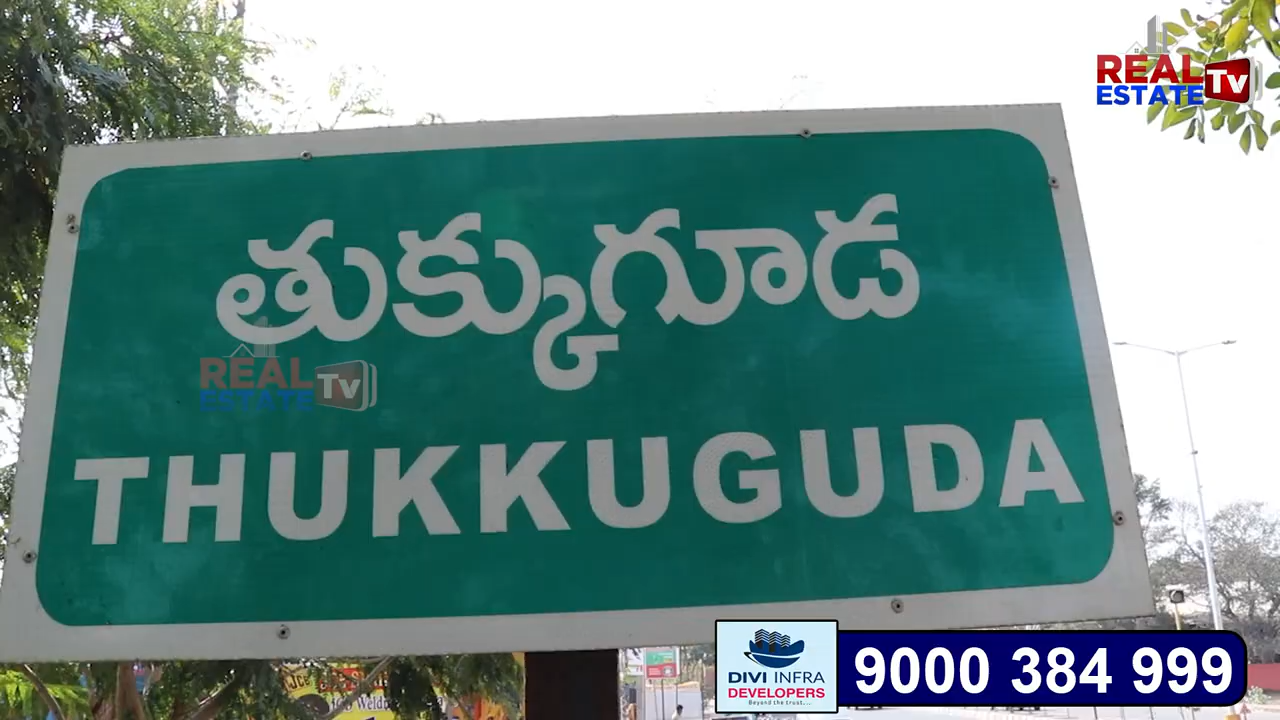 REAL
ESTATE
TV
తుక్కుగూడ
REAL
ESTATE
TV
THUKKUGUDA
DIVI INFRA
DEVELOPERS
Beyond the trust...
9000 384 999